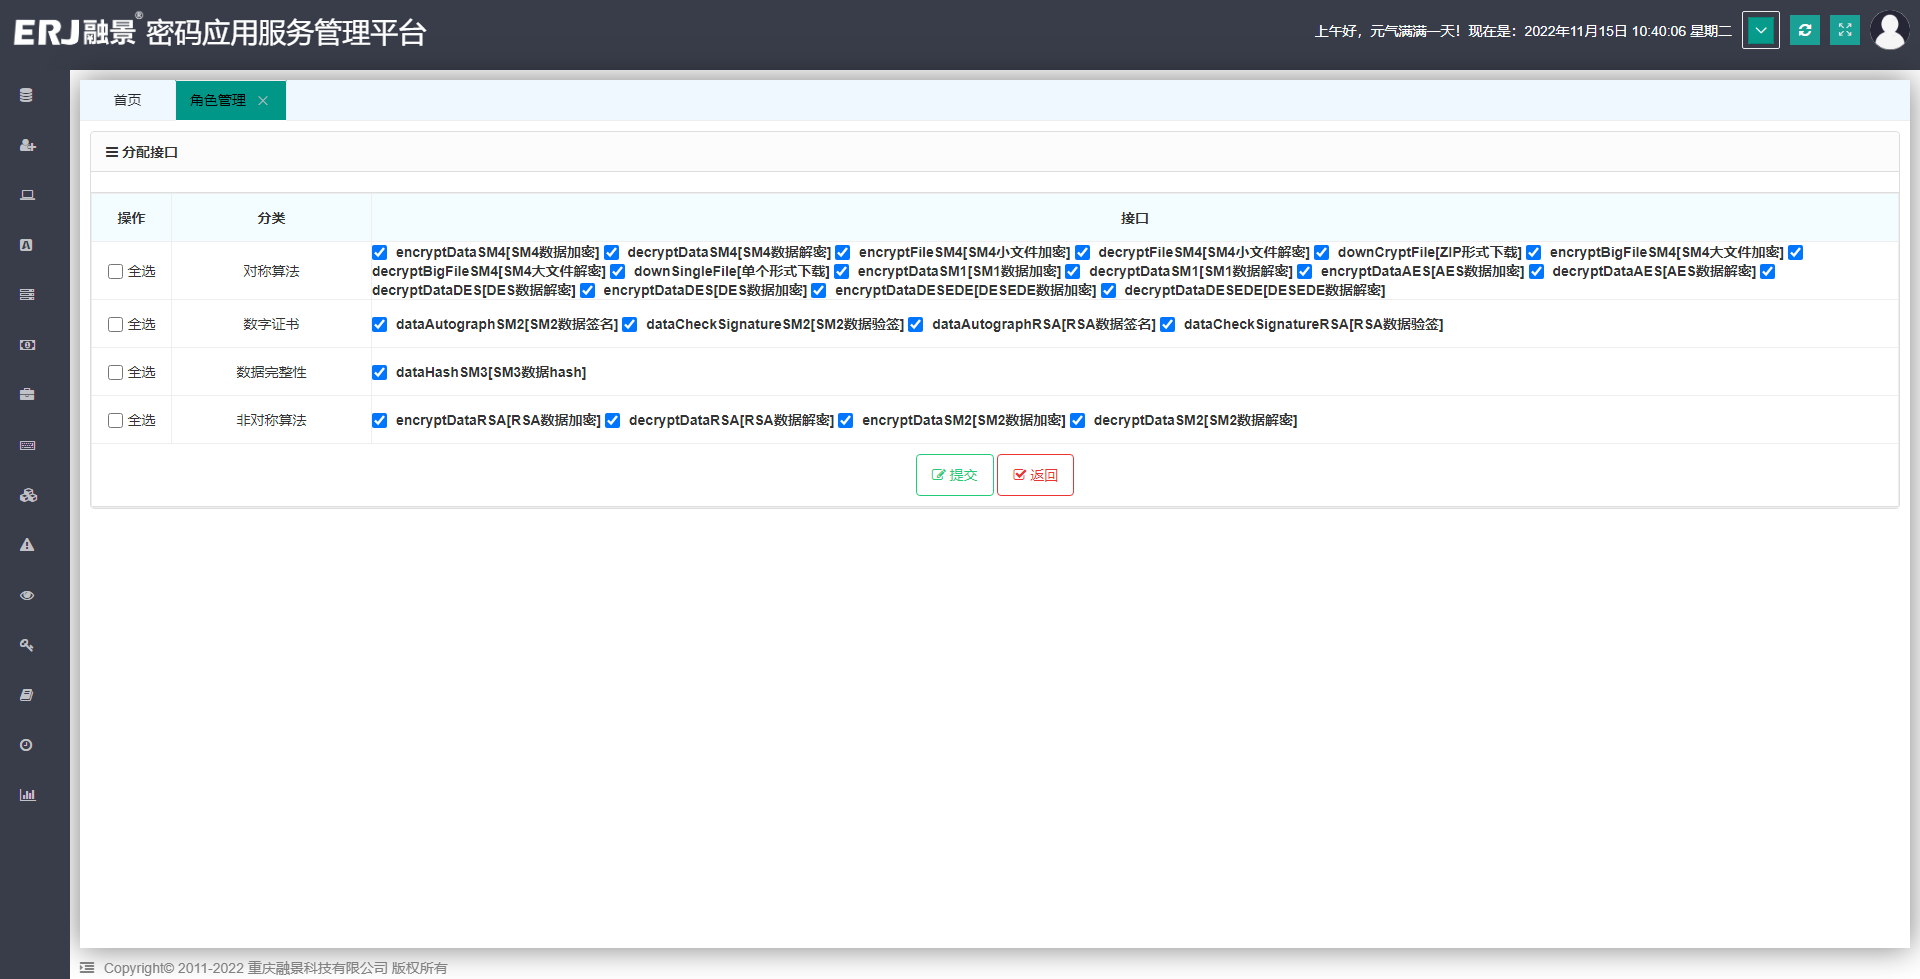 ERJ融景® 密码应用服务管理平台
上午好，元气满满一天！现在是：2022年11月15日 10:40:06 星期二
首页 角色管理
分配接口
操作 分类 接口
全选 对称算法
encryptDataSM4[SM4数据加密] decryptDataSM4[SM4数据解密] encryptFileSM4[SM4小文件加密] decryptFileSM4[SM4小文件解密] downCryptFile[ZIP形式下载] encryptBigFileSM4[SM4大文件加密]
decryptBigFileSM4[SM4大文件解密] downSingleFile[单个形式下载] encryptDataSM1[SM1数据加密] decryptDataSM1[SM1数据解密] encryptDataAES[AES数据加密] decryptDataAES[AES数据解密]
decryptDataDES[DES数据解密] encryptDataDES[DES数据加密] encryptDataDESEDE[DESEDE数据加密] decryptDataDESEDE[DESEDE数据解密]
全选 数字证书 dataAutographSM2[SM2数据签名] dataCheckSignatureSM2[SM2数据验签] dataAutographRSA[RSA数据签名] dataCheckSignatureRSA[RSA数据验签]
全选 数据完整性 dataHashSM3[SM3数据hash]
全选 非对称算法 encryptDataRSA[RSA数据加密] decryptDataRSA[RSA数据解密] encryptDataSM2[SM2数据加密] decryptDataSM2[SM2数据解密]
提交 返回
Copyright© 2011-2022 重庆融景科技有限公司 版权所有